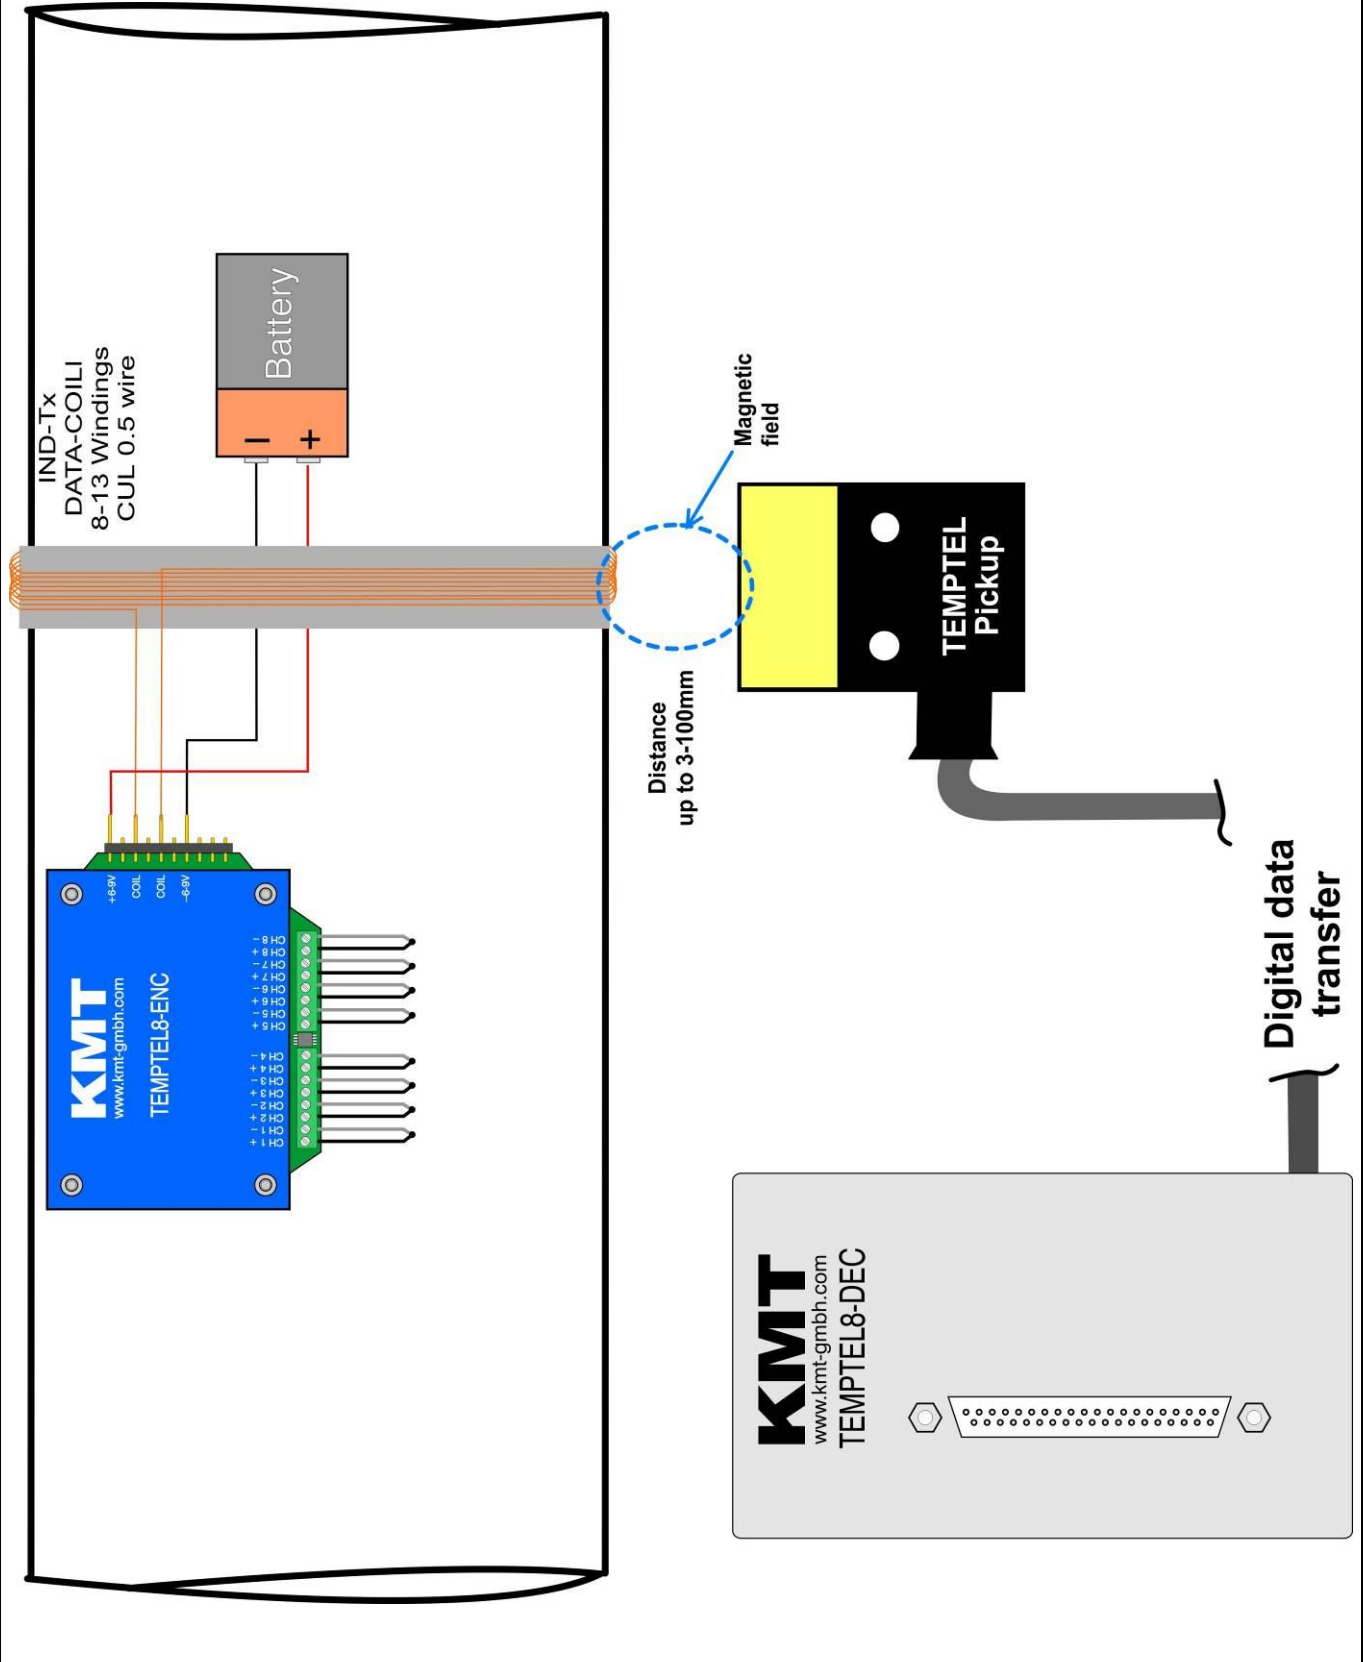 IND-Tx
DATA-COILI
8-13 Windings
CUL 0.5 wire
Battery
−
+
Magnetic
field
TEMPTEL
Pickup
Distance
up to 3-100mm
+6-9V
COIL
COIL
−6-9V
KMT
www.kmt-gmbh.com
TEMPTEL8-ENC
CH 8 −
CH 8 +
CH 7 −
CH 7 +
CH 6 −
CH 6 +
CH 5 −
CH 5 +
CH 4 −
CH 4 +
CH 3 −
CH 3 +
CH 2 −
CH 2 +
CH 1 −
CH 1 +
Digital data
transfer
KMT
www.kmt-gmbh.com
TEMPTEL8-DEC